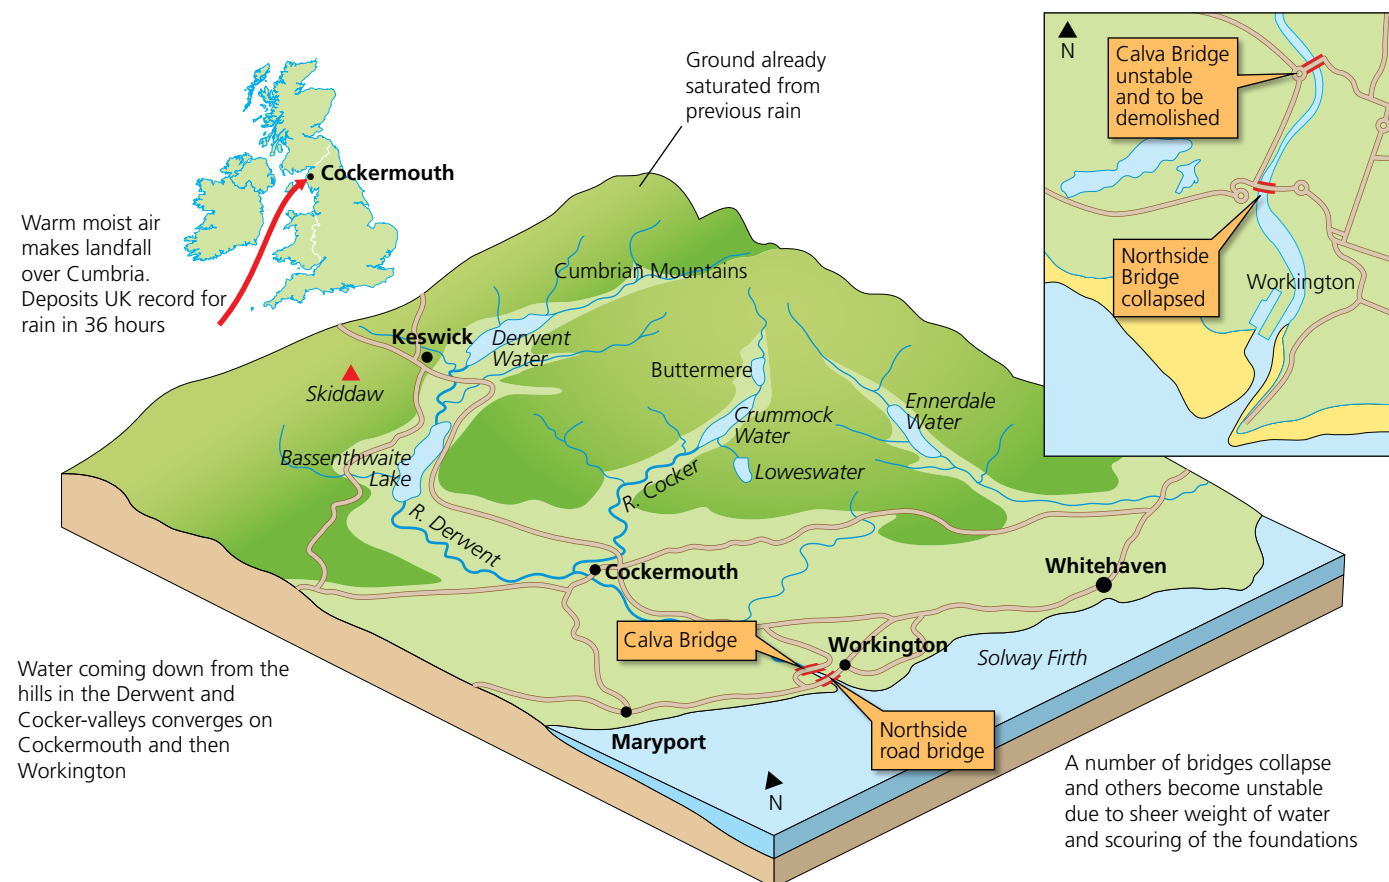 Ground already
saturated from
previous rain
Cockermouth
Warm moist air
makes landfall
over Cumbria.
Deposits UK record for
rain in 36 hours
N
Calva Bridge
unstable
and to be
demolished
Northside
Bridge
collapsed
Workington
Cumbrian Mountains
Keswick
Derwent
Water
Skiddaw
Buttermere
Crummock
Water
Ennerdale
Water
Bassenthwaite
Lake
Loweswater
R. Cocker
R. Derwent
Cockermouth
Whitehaven
Calva Bridge
Workington
Solway Firth
Maryport
Northside
road bridge
N
Water coming down from the
hills in the Derwent and
Cocker-valleys converges on
Cockermouth and then
Workington
A number of bridges collapse
and others become unstable
due to sheer weight of water
and scouring of the foundations